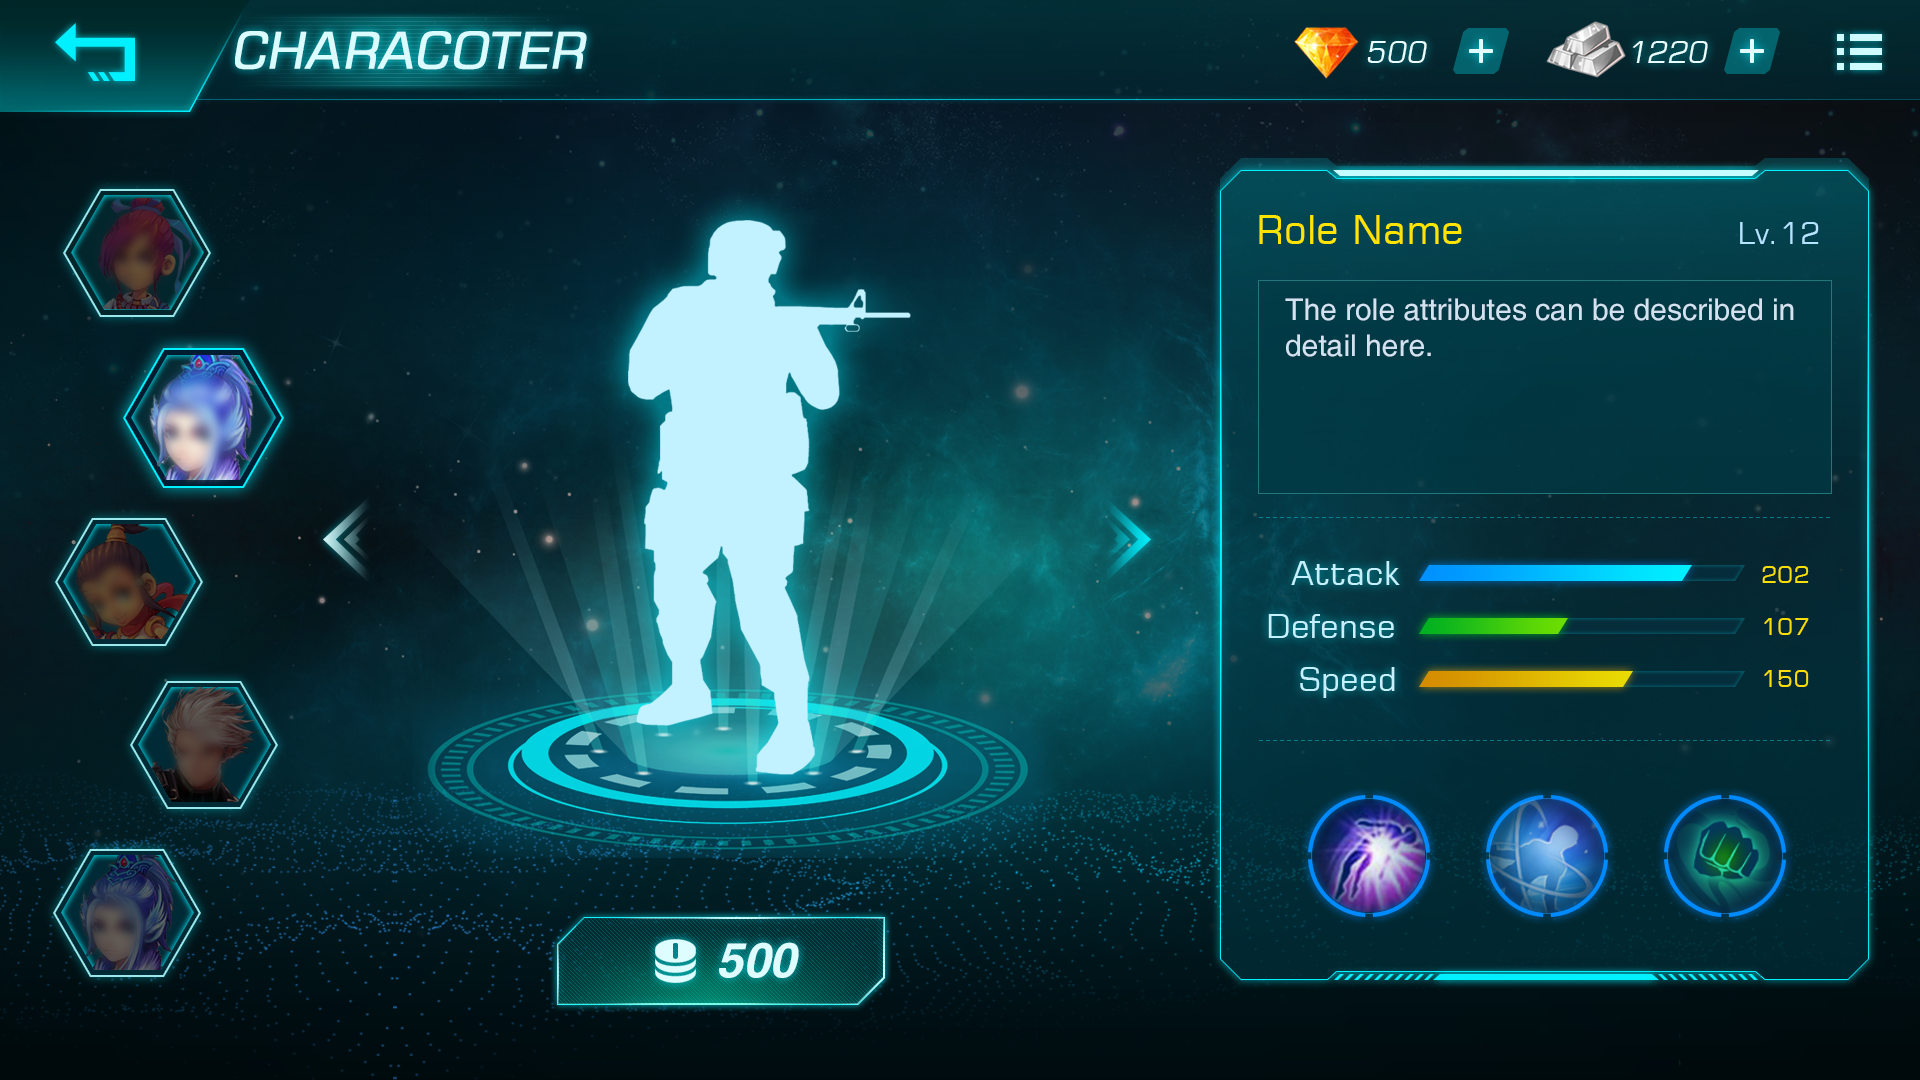 CHARACOTER
500
1220
Role Name
Lv.12
The role attributes can be described in
detail here.
Attack 202
Defense 107
Speed 150
500